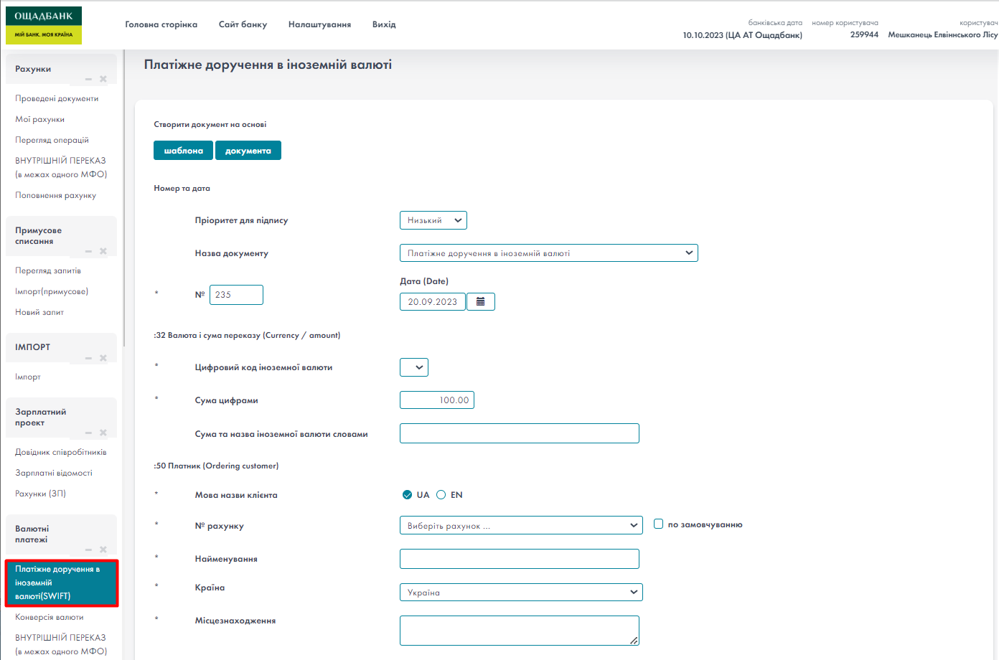 ОЩАДБАНК
МІЙ БАНК. МОЯ КРАЇНА
Головна сторінка
Сайт банку
Налаштування
Вихід
банківська дата
10.10.2023 (ЦА АТ Ощадбанк)
номер користувача
259944
користувач
Мешканець Елвіннського Лісу
Рахунки
Проведені документи
Мої рахунки
Перегляд операцій
ВНУТРІШНІЙ ПЕРЕКАЗ
(в межах одного МФО)
Поповнення рахунку
Примусове
списання
Перегляд запитів
Імпорт(примусове)
Новий запит
ІМПОРТ
Імпорт
Зарплатний
проект
Довідник співробітників
Зарплатні відомості
Рахунки (ЗП)
Валютні
платежі
Платіжне доручення в
іноземній
валюті(SWIFT)
Конверсія валюти
ВНУТРІШНІЙ ПЕРЕКАЗ
(в межах одного МФО)
Платіжне доручення в іноземній валюті
Створити документ на основі
шаблона
документа
Номер та дата
Пріоритет для підпису
Низький
Назва документу
Платіжне доручення в іноземній валюті
Дата (Date)
* № 235
20.09.2023
:32 Валюта і сума переказу (Currency / amount)
* Цифровий код іноземної валюти
* Сума цифрами
100.00
Сума та назва іноземної валюти словами
:50 Платник (Ordering customer)
* Мова назви клієнта
UA
EN
* № рахунку
Виберіть рахунок ...
по замовчуванню
* Найменування
* Країна
Україна
* Місцезнаходження